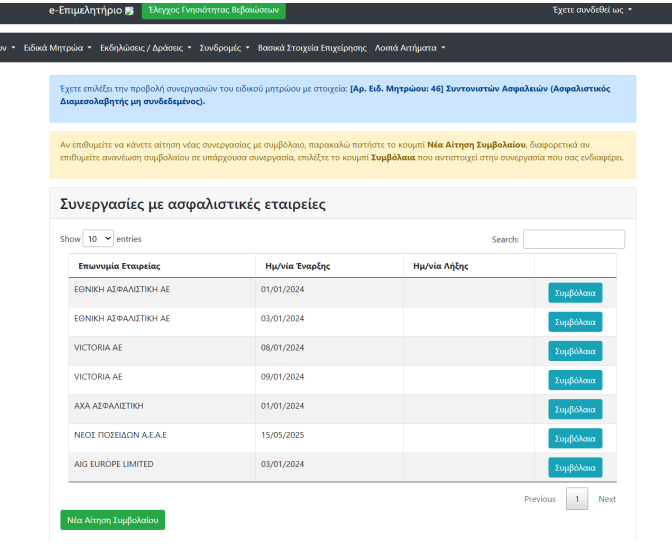 e-Επιμελητήριο Έλεγχος Γνησιότητας Βεβαιώσεων Έχετε συνδεθεί ως
ων Ειδικά Μητρώα Εκδηλώσεις / Δράσεις Συνδρομές Βασικά Στοιχεία Επιχείρησης Λοιπά Αιτήματα
Έχετε επιλέξει την προβολή συνεργασιών του ειδικού μητρώου με στοιχεία: [Αρ. Ειδ. Μητρώου: 46] Συντονιστών Ασφαλειών (Ασφαλιστικός
Διαμεσολαβητής μη συνδεδεμένος).
Αν επιθυμείτε να κάνετε αίτηση νέας συνεργασίας με συμβόλαιο, παρακαλώ πατήστε το κουμπί Νέα Αίτηση Συμβολαίου, διαφορετικά αν
επιθυμείτε ανανέωση συμβολαίου σε υπάρχουσα συνεργασία, επιλέξτε το κουμπί Συμβόλαια που αντιστοιχεί στην συνεργασία που σας ενδιαφέρει.
Συνεργασίες με ασφαλιστικές εταιρείες
Show 10 entries Search:
Επωνυμία Εταιρείας Ημ/νία Έναρξης Ημ/νία Λήξης
ΕΘΝΙΚΗ ΑΣΦΑΛΙΣΤΙΚΗ ΑΕ 01/01/2024 Συμβόλαια
ΕΘΝΙΚΗ ΑΣΦΑΛΙΣΤΙΚΗ ΑΕ 03/01/2024 Συμβόλαια
VICTORIA ΑΕ 08/01/2024 Συμβόλαια
VICTORIA ΑΕ 09/01/2024 Συμβόλαια
ΑΧΑ ΑΣΦΑΛΙΣΤΙΚΗ 01/01/2024 Συμβόλαια
ΝΕΟΣ ΠΟΣΕΙΔΩΝ Α.Ε.Α.Ε 15/05/2025 Συμβόλαια
AIG EUROPE LIMITED 03/01/2024 Συμβόλαια
Previous 1 Next
Νέα Αίτηση Συμβολαίου